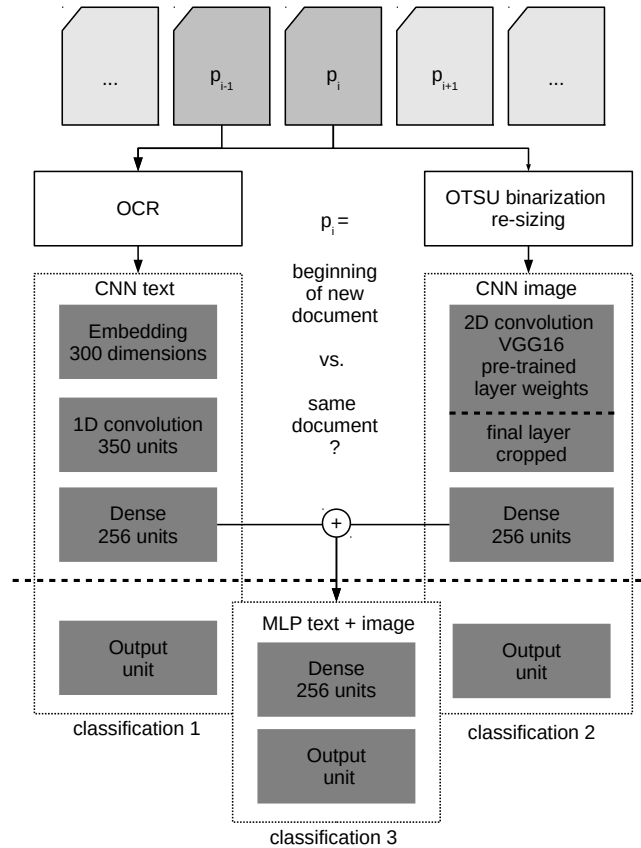 ...
p i-1
p i
p i+1
...
OCR
OTSU binarization
re-sizing
p i =
beginning
of new
document
vs.
same
document
?
CNN text
Embedding
300 dimensions
1D convolution
350 units
Dense
256 units
CNN image
2D convolution
VGG16
pre-trained
layer weights
final layer
cropped
Dense
256 units
+
Output
unit
classification 1
MLP text + image
Dense
256 units
Output
unit
classification 3
Output
unit
classification 2